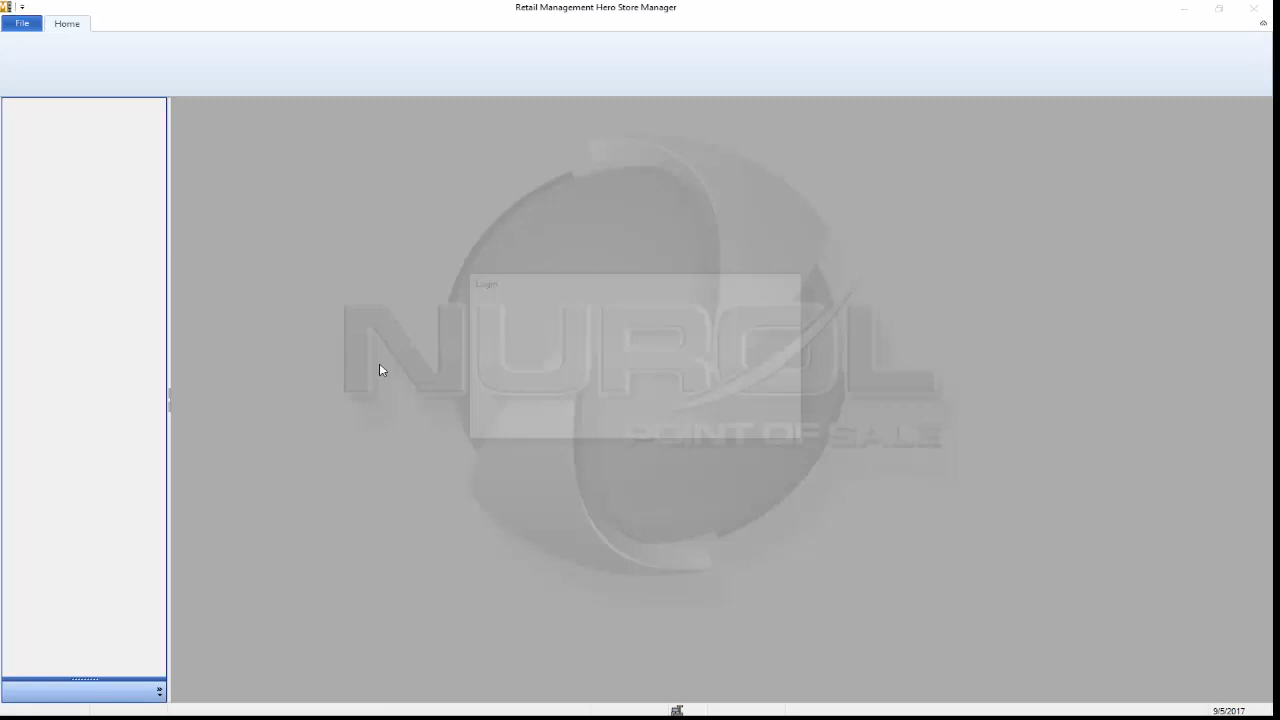 Retail Management Hero Store Manager
File
Home
Login
NUROL
POINT OF SALE
9/5/2017